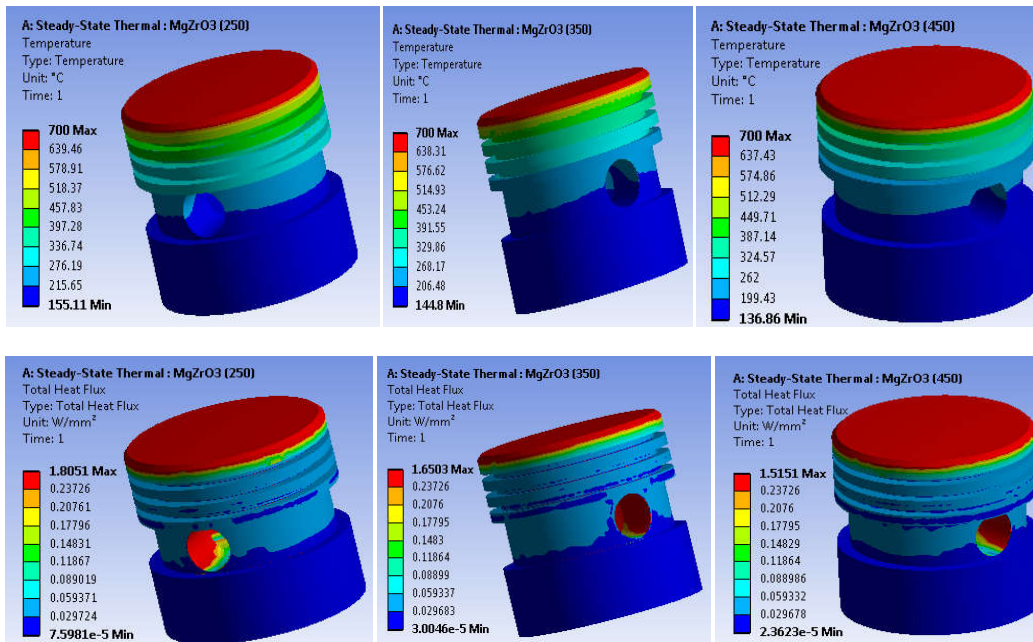 A: Steady-State Thermal : MgZrO3 (250)
Temperature
Type: Temperature
Unit: °C
Time: 1
700 Max
639.46
578.91
518.37
457.83
397.28
336.74
276.19
215.65
155.11 Min
A: Steady-State Thermal : MgZrO3 (350)
Temperature
Type: Temperature
Unit: °C
Time: 1
700 Max
638.31
576.62
514.93
453.24
391.55
329.86
268.17
206.48
144.8 Min
A: Steady-State Thermal : MgZrO3 (450)
Temperature
Type: Temperature
Unit: °C
Time: 1
700 Max
637.43
574.86
512.29
449.71
387.14
324.57
262
199.43
136.86 Min
A: Steady-State Thermal : MgZrO3 (250)
Total Heat Flux
Type: Total Heat Flux
Unit: W/mm²
Time: 1
1.8051 Max
0.23726
0.20761
0.17796
0.14831
0.11867
0.089019
0.059371
0.029724
7.5981e-5 Min
A: Steady-State Thermal : MgZrO3 (350)
Total Heat Flux
Type: Total Heat Flux
Unit: W/mm²
Time: 1
1.6503 Max
0.23726
0.2076
0.17795
0.1483
0.11864
0.08899
0.059337
0.029683
3.0046e-5 Min
A: Steady-State Thermal : MgZrO3 (450)
Total Heat Flux
Type: Total Heat Flux
Unit: W/mm²
Time: 1
1.5151 Max
0.23726
0.2076
0.17795
0.14829
0.11864
0.088986
0.059332
0.029678
2.3623e-5 Min